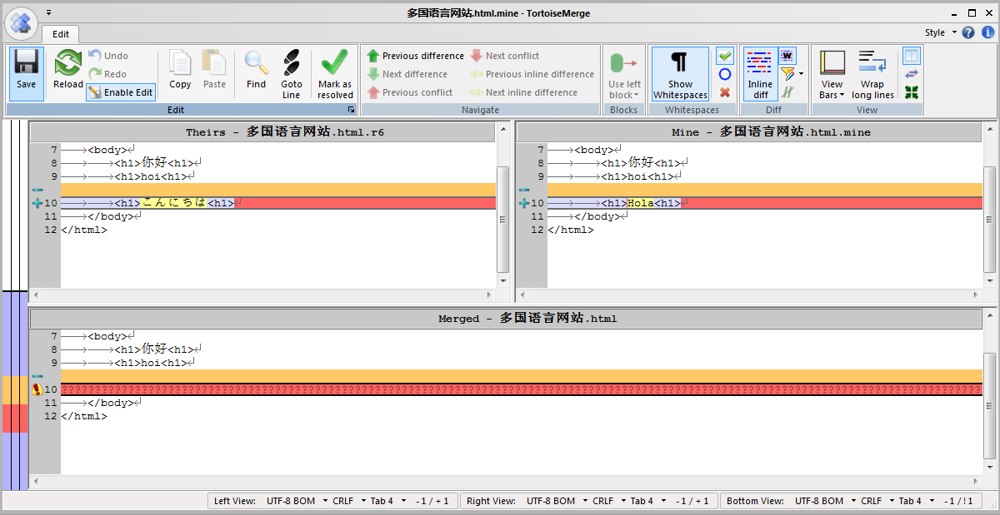 多国语言网站.html.mine - TortoiseMerge
Edit
Style
Save
Reload
Undo
Redo
Enable Edit
Copy
Paste
Find
Goto Line
Mark as resolved
Edit
Previous difference
Next difference
Previous conflict
Next conflict
Previous inline difference
Next inline difference
Navigate
Use left block
Blocks
Show Whitespaces
Whitespaces
Inline diff
W
Diff
View Bars
Wrap long lines
View
Theirs - 多国语言网站.html.r6
7 <body>
8 <h1>你好<h1>
9 <h1>hoi<h1>
10 <h1>こんにちは<h1>
11 </body>
12 </html>
Mine - 多国语言网站.html.mine
7 <body>
8 <h1>你好<h1>
9 <h1>hoi<h1>
10 <h1>Hola<h1>
11 </body>
12 </html>
Merged - 多国语言网站.html
7 <body>
8 <h1>你好<h1>
9 <h1>hoi<h1>
10 ??????????????????????????????????????????????????????????????????????????????????????????????????????????????????????????????????????????
11 </body>
12 </html>
Left View: UTF-8 BOM CRLF Tab 4 -1 / +1
Right View: UTF-8 BOM CRLF Tab 4 -1 / +1
Bottom View: UTF-8 BOM CRLF Tab 4 -1 /!1